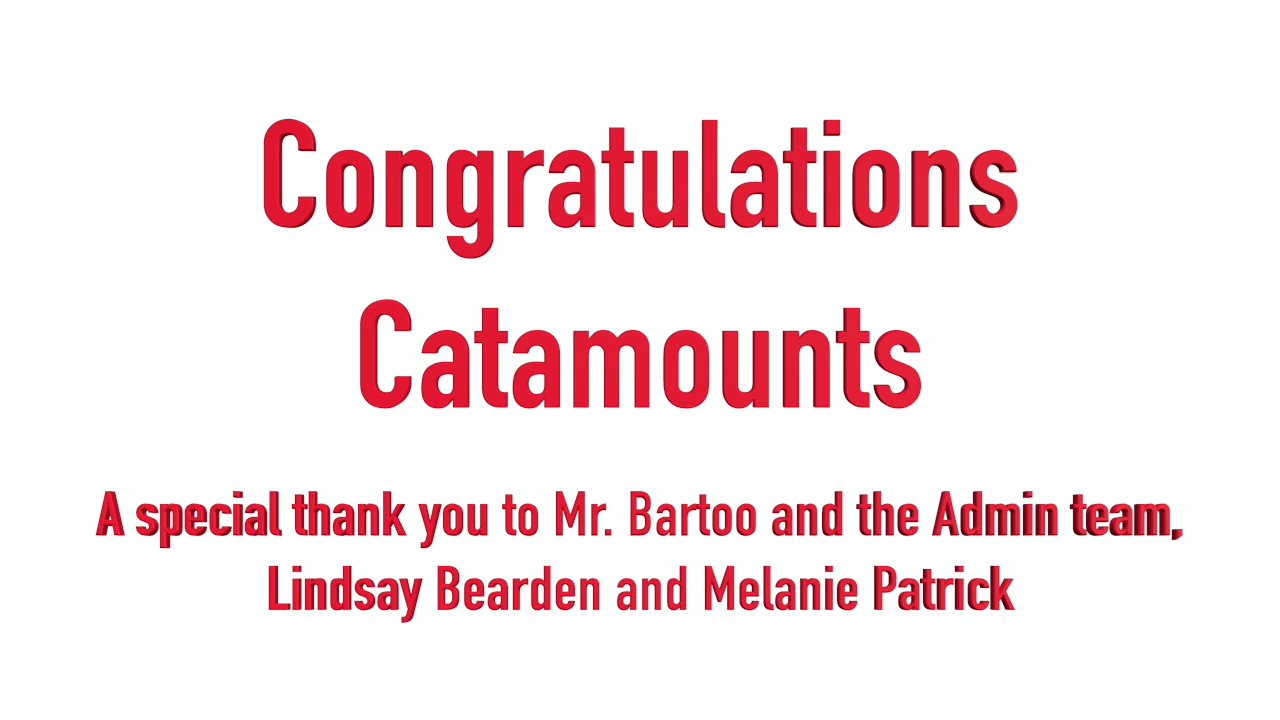 Congratulations
Catamounts
A special thank you to Mr. Bartoo and the Admin team,
Lindsay Bearden and Melanie Patrick